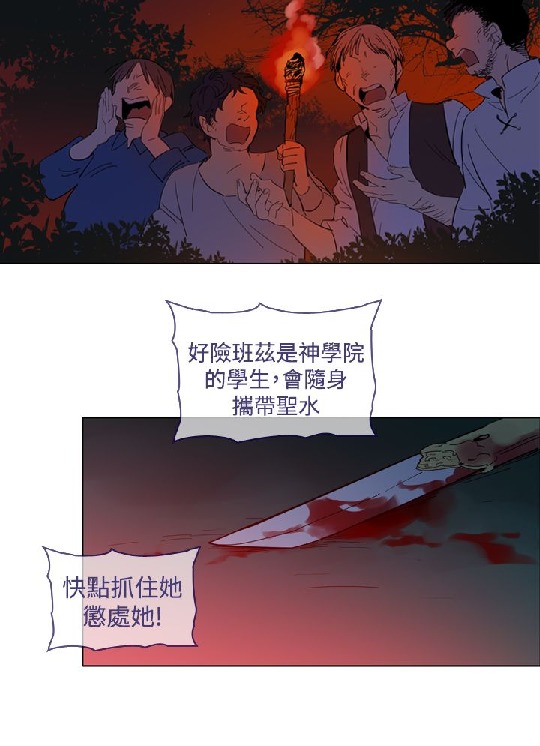 好險班茲是神學院
的學生，會隨身
攜帶聖水
快點抓住她
懲處她!